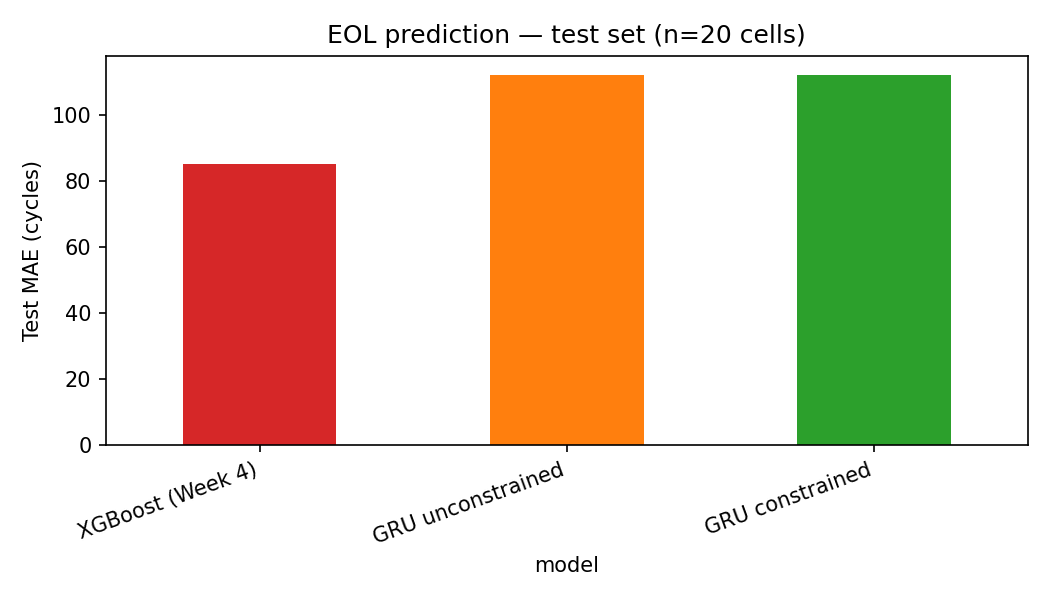 EOL prediction — test set (n=20 cells)
Test MAE (cycles)
100
80
60
40
20
0
XGBoost (Week 4)
GRU unconstrained
GRU constrained
model